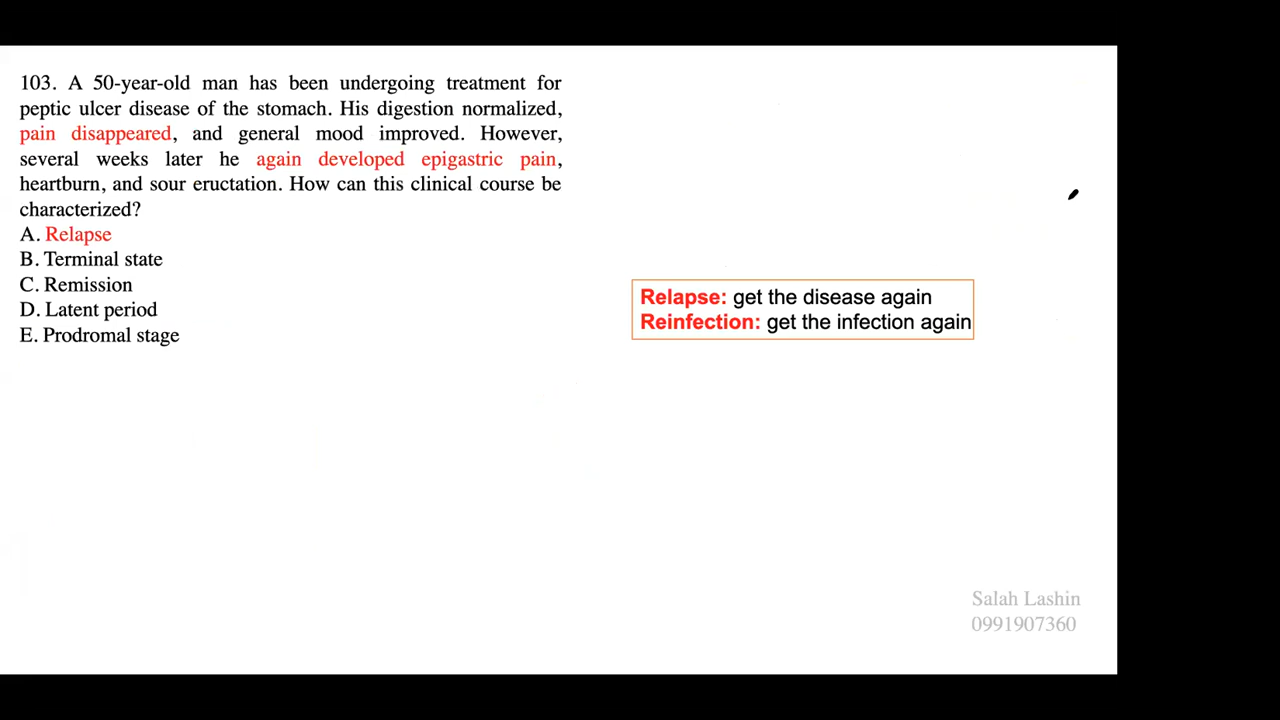 103. A 50-year-old man has been undergoing treatment for
peptic ulcer disease of the stomach. His digestion normalized,
pain disappeared, and general mood improved. However,
several weeks later he again developed epigastric pain,
heartburn, and sour eructation. How can this clinical course be
characterized?
A. Relapse
B. Terminal state
C. Remission
D. Latent period
E. Prodromal stage
Relapse: get the disease again
Reinfection: get the infection again
Salah Lashin
0991907360